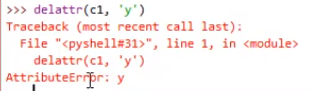 >>> delattr(c1, 'y')
Traceback (most recent call last):
  File "<pyshell#31>", line 1, in <module>
    delattr(c1, 'y')
AttributeError: y